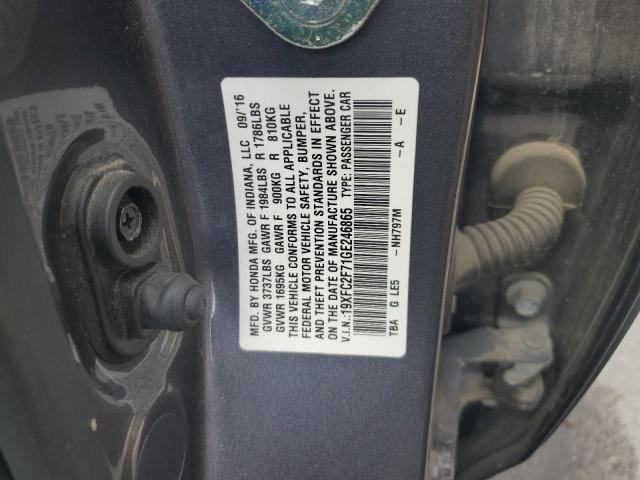 MFD. BY HONDA MFG. OF INDIANA, LLC 09/'16
GVWR 3737LBS GAWR F 1984LBS R 1786LBS
GVWR 1695KG GAWR F 900KG R 810KG
THIS VEHICLE CONFORMS TO ALL APPLICABLE
FEDERAL MOTOR VEHICLE SAFETY, BUMPER,
AND THEFT PREVENTION STANDARDS IN EFFECT
ON THE DATE OF MANUFACTURE SHOWN ABOVE.
V.I.N.:19XFC2F71GE246865 TYPE: PASSENGER CAR
TBA G LE5 -NH797M -A -E